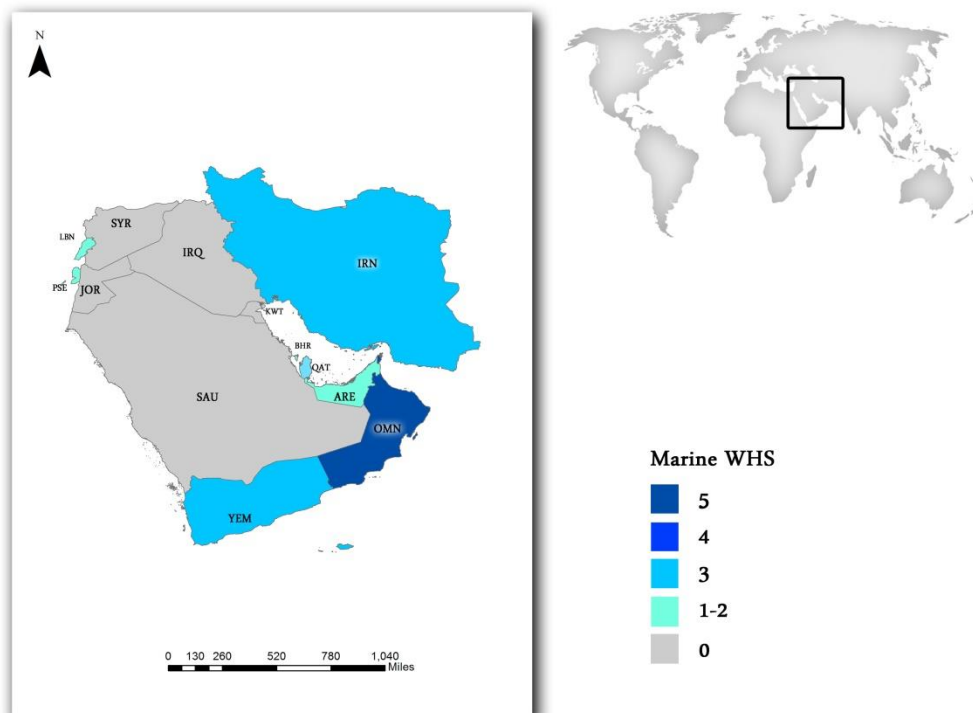 N
SYR
LBN
IRQ
IRN
PSE
JOR
KWT
BHR
QAT
SAU
ARE
OMN
YEM
0 130 260 520 780 1,040
Miles
Marine WHS
5
4
3
1-2
0